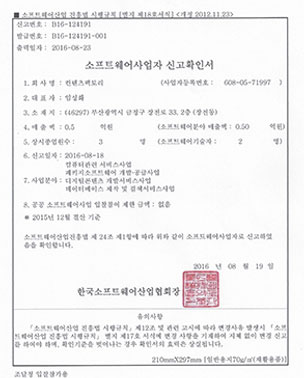 ■ 소프트웨어산업 진흥법 시행규칙 [별지 제18호서식] <개정 2012.11.23>
신고번호 : B16-124191
발급번호 : B16-124191-001
출력일자 : 2016-08-23
소프트웨어사업자 신고확인서
1.회 사 명 : 컨텐츠팩토리 (사업자등록번호 : 608-05-71997 )
2.대 표 자 : 임성화
3.소 재 지 : (46297) 부산광역시 금정구 장전로 33, 2층 (장전동)
4.매 출 액 : 0.5 억원 (소프트웨어분야 매출액 : 0.50 억원)
5.상시종업원수 : 3 명 (소프트웨어기술자 : 2 명)
6.신고일자 : 2016-08-18
컴퓨터관련 서비스사업
패키지소프트웨어 개발·공급사업
7.사업분야 : 디지털콘텐츠 개발서비스사업
데이터베이스 제작 및 검색서비스사업
8.공공 소프트웨어사업 입찰참여 제한 금액 : 없음
※ 2015년 12월 결산 기준
소프트웨어산업진흥법 제 24조 제1항에 따라 위와 같이 소프트웨어사업자로 신고하였
음을 확인합니다.
2016 년 08 월 19 일
한국소프트웨어산업협회장
유의사항
「소프트웨어산업 진흥법 시행규칙」제12조 및 관련 고시에 따라 변경사유 발생시 「소프
트웨어산업 진흥법 시행규칙」 별지 제17호 서식에 변경 사항을 기재하여 지체 없이 변경 신고
를 하여야 하며, 확인기준을 벗어나는 경우 확인서의 효력은 상실됩니다.
210mm×297mm [일반용지70g/㎡(재활용품)]
조달청 입찰참가용